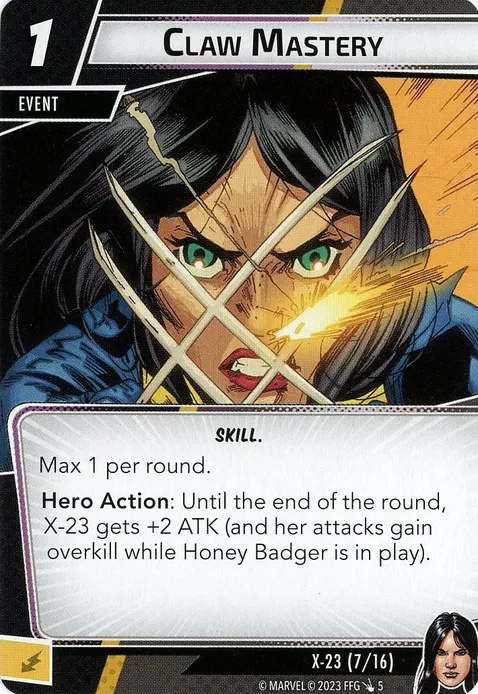 1
CLAW MASTERY
EVENT
SKILL.
Max 1 per round.
Hero Action: Until the end of the round,
X-23 gets +2 ATK (and her attacks gain
overkill while Honey Badger is in play).
X-23 (7/16)
© MARVEL © 2023 FFG 5